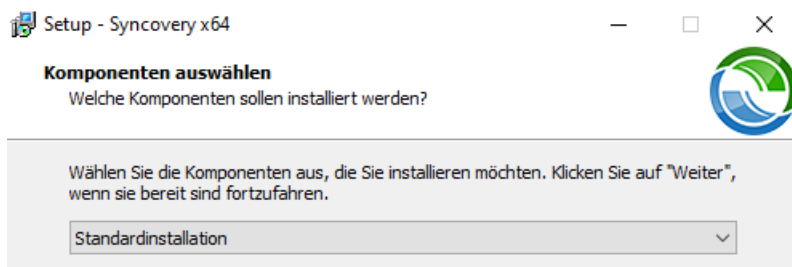 Setup - Syncovery x64
Komponenten auswählen
Welche Komponenten sollen installiert werden?
Wählen Sie die Komponenten aus, die Sie installieren möchten. Klicken Sie auf "Weiter",
wenn sie bereit sind fortzufahren.
Standardinstallation